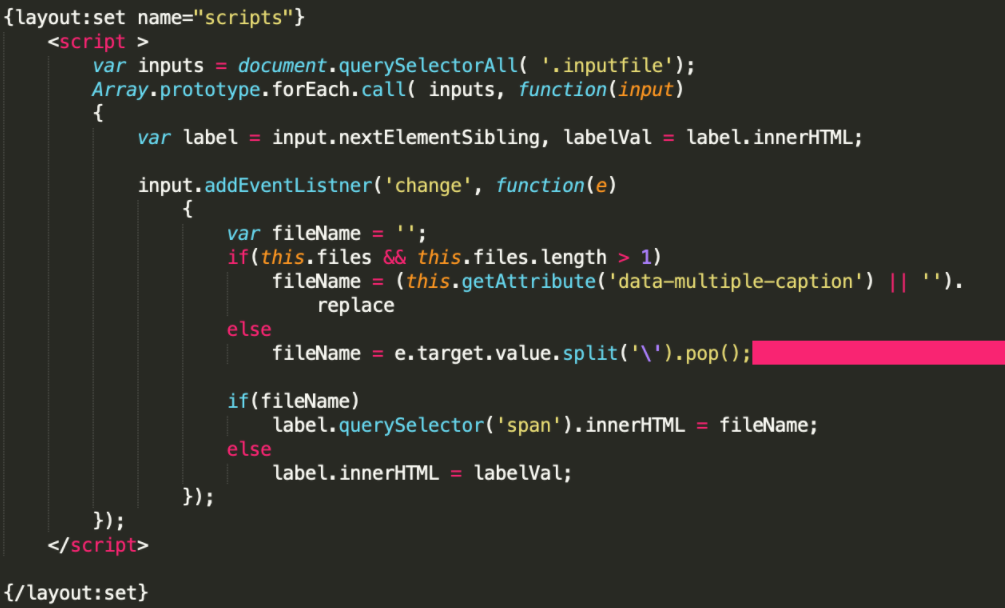 {layout:set name="scripts"}
<script >
var inputs = document.querySelectorAll( '.inputfile');
Array.prototype.forEach.call( inputs, function(input)
{
var label = input.nextElementSibling, labelVal = label.innerHTML;
input.addEventListner('change', function(e)
{
var fileName = '';
if(this.files && this.files.length > 1)
fileName = (this.getAttribute('data-multiple-caption') || '').
replace
else
fileName = e.target.value.split('\').pop();
if(fileName)
label.querySelector('span').innerHTML = fileName;
else
label.innerHTML = labelVal;
});
});
</script>
{/layout:set}